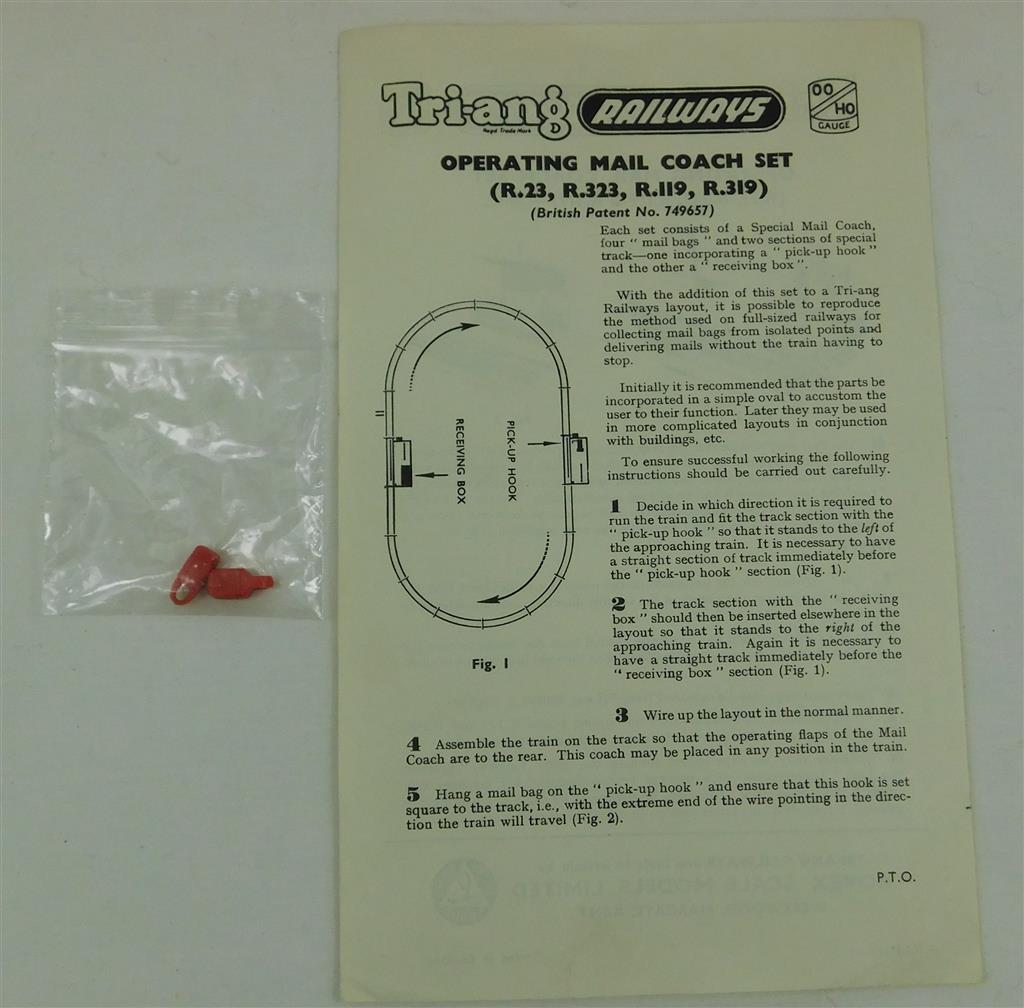 Tri-ang RAILWAYS OO HO GAUGE
Regd Trade Mark
OPERATING MAIL COACH SET
(R.23, R.323, R.119, R.319)
(British Patent No. 749657)
Each set consists of a Special Mail Coach,
four " mail bags " and two sections of special
track—one incorporating a " pick-up hook "
and the other a " receiving box ".
With the addition of this set to a Tri-ang
Railways layout, it is possible to reproduce
the method used on full-sized railways for
collecting mail bags from isolated points and
delivering mails without the train having to
stop.
Initially it is recommended that the parts be
incorporated in a simple oval to accustom the
user to their function. Later they may be used
in more complicated layouts in conjunction
with buildings, etc.
To ensure successful working the following
instructions should be carried out carefully.
RECEIVING BOX
PICK-UP HOOK
Fig. 1
1 Decide in which direction it is required to
run the train and fit the track section with the
" pick-up hook " so that it stands to the left of
the approaching train. It is necessary to have
a straight section of track immediately before
the " pick-up hook " section (Fig. 1).
2 The track section with the " receiving
box " should then be inserted elsewhere in the
layout so that it stands to the right of the
approaching train. Again it is necessary to
have a straight track immediately before the
" receiving box " section (Fig. 1).
3 Wire up the layout in the normal manner.
4 Assemble the train on the track so that the operating flaps of the Mail
Coach are to the rear. This coach may be placed in any position in the train.
5 Hang a mail bag on the " pick-up hook " and ensure that this hook is set
square to the track, i.e., with the extreme end of the wire pointing in the direc-
tion the train will travel (Fig. 2).
P.T.O.